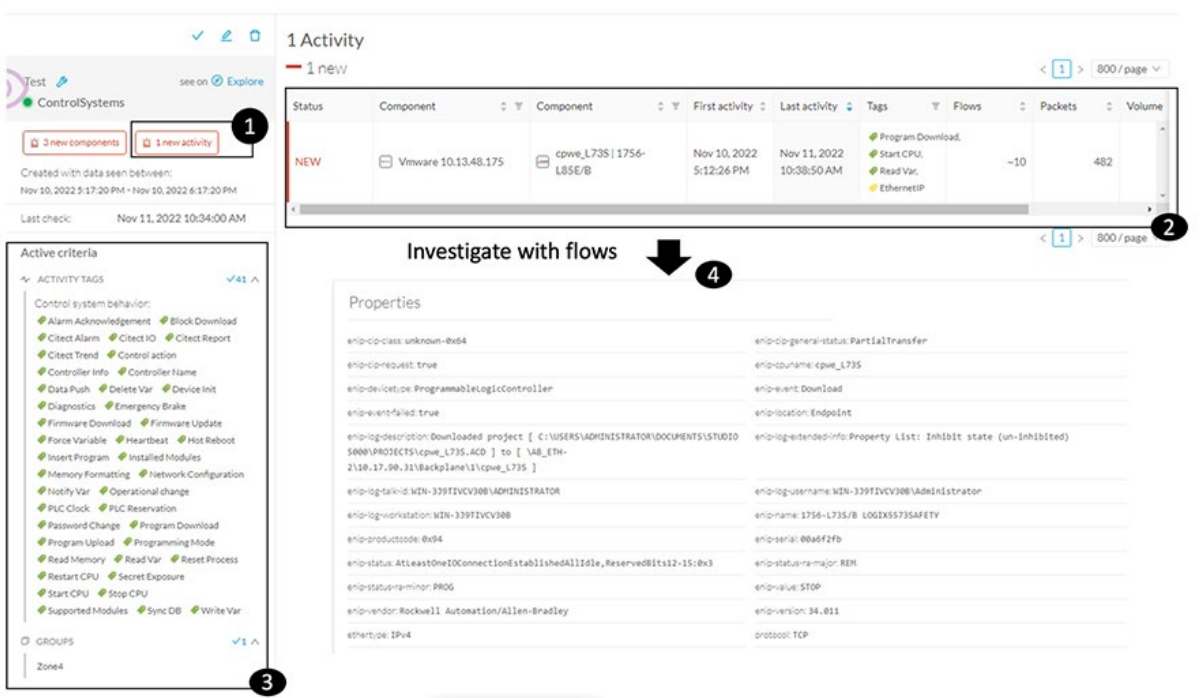 Test
see on Explore
ControlSystems
3 new components
1 new activity
1
Created with data seen between:
Nov 10, 2022 5:17:20 PM - Nov 10, 2022 6:17:20 PM
Last check: Nov 11, 2022 10:34:00 AM
Active criteria
ACTIVITY TAGS 41
Control system behavior:
Alarm Acknowledgement Block Download
Citect Alarm Citect IO Citect Report
Citect Trend Control action
Controller Info Controller Name
Data Push Delete Var Device Init
Diagnostics Emergency Brake
Firmware Download Firmware Update
Force Variable Heartbeat Hot Reboot
Insert Program Installed Modules
Memory Formatting Network Configuration
Notify Var Operational change
PLC Clock PLC Reservation
Password Change Program Download
Program Upload Programming Mode
Read Memory Read Var Reset Process
Restart CPU Secret Exposure
Start CPU Stop CPU
Supported Modules Sync DB Write Var
GROUPS 1
Zone4
3
1 Activity
1 new
< 1 > 800 / page
Status Component Component First activity Last activity Tags Flows Packets Volume
NEW Vmware 10.13.48.175 cpwe_L73S | 1756-
L85E/B
Nov 10, 2022
5:12:26 PM
Nov 11, 2022
10:38:50 AM
Program Download,
Start CPU,
Read Var,
EthernetIP
~10
482
2
< 1 > 800 / page
Investigate with flows
4
Properties
enip-cip-class: unknown-0x64 enip-cip-general-status: PartialTransfer
enip-cip-request: true enip-cpuname: cpwe_L73S
enip-devicetype: ProgrammableLogicController enip-event: Download
enip-event-failed: true enip-location: Endpoint
enip-log-description: Downloaded project [ C:\USERS\ADMINISTRATOR\DOCUMENTS\STUDIO
5000\PROJECTS\cpwe_L73S.ACD ] to [ \AB_ETH-
2\10.17.90.31\Backplane\1\cpwe_L73S ]
enip-log-extended-info: Property List: Inhibit state (un-inhibited)
enip-log-talk-id: WIN-339TIVCV30B\ADMINISTRATOR enip-log-username: WIN-339TIVCV30B\Administrator
enip-log-workstation: WIN-339TIVCV30B enip-name: 1756-L73S/B LOGIX5573SAFETY
enip-productcode: 0x94 enip-serial: 00a6f2fb
enip-status: AtLeastOneIOConnectionEstablishedAllIdle,ReservedBits12-15:0x3 enip-status-ra-major: REM
enip-status-ra-minor: PROG enip-value: STOP
enip-vendor: Rockwell Automation/Allen-Bradley enip-version: 34.011
ethertype: IPv4 protocol: TCP